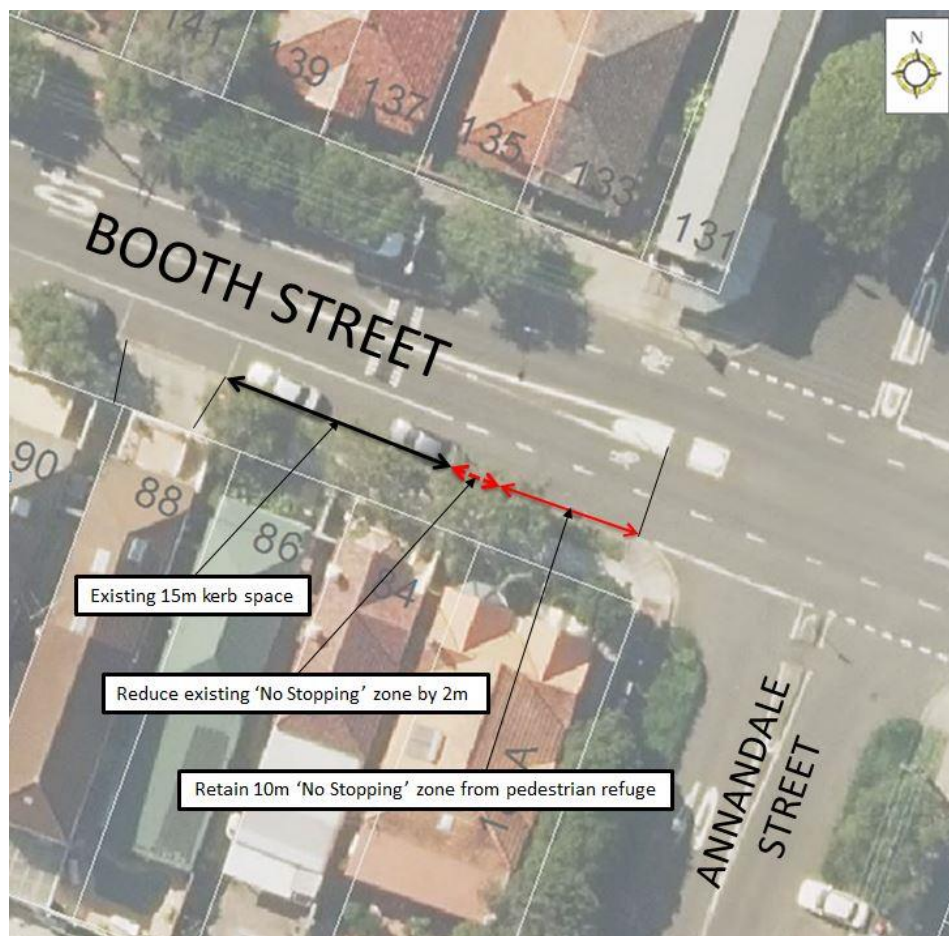 N
141
139
137
135
133
131
BOOTH STREET
90
88
86
84
Existing 15m kerb space
Reduce existing ‘No Stopping’ zone by 2m
Retain 10m ‘No Stopping’ zone from pedestrian refuge
ANNANDALE
STREET